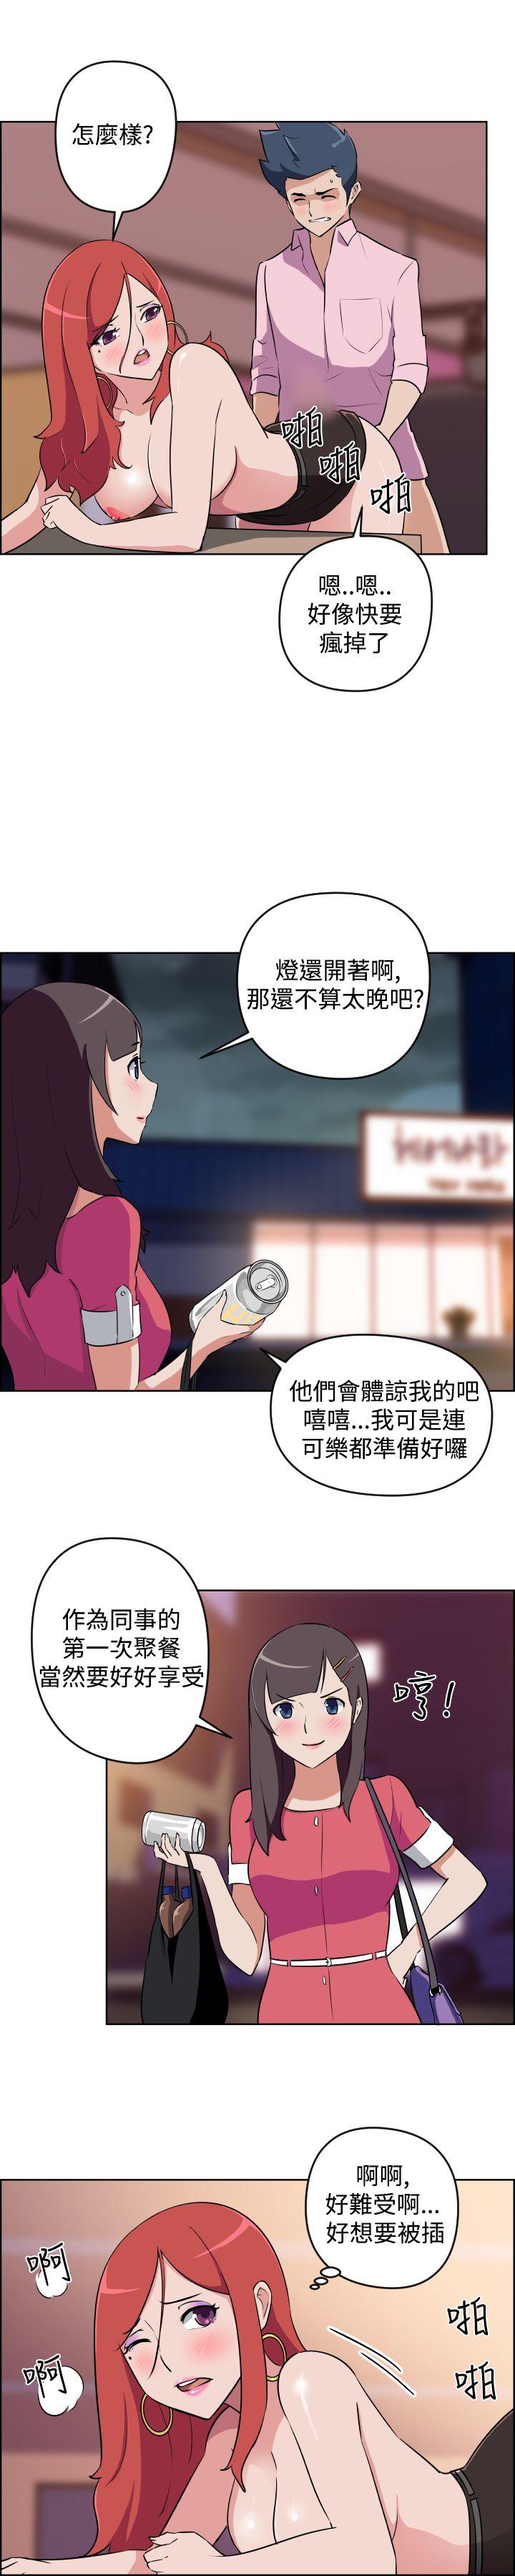 怎麼樣?
啪
啪
啪
嗯..嗯..
好像快要
瘋掉了
燈還開著啊,
那還不算太晚吧?
他們會體諒我的吧
嘻嘻...我可是連
可樂都準備好囉
作為同事的
第一次聚餐
當然要好好享受
哼!
啊啊,
好難受啊...
好想要被插
啊
啊
啪
啪